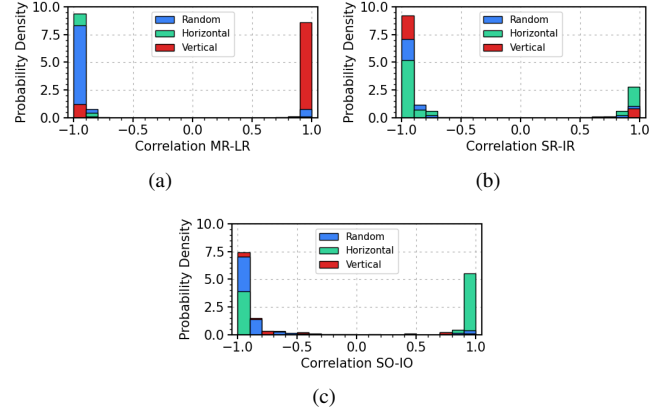 10.0
7.5
5.0
2.5
0.0
Probability Density
Random
Horizontal
Vertical
−1.0 −0.5 0.0 0.5 1.0
Correlation MR-LR
(a)
10.0
7.5
5.0
2.5
0.0
Probability Density
Random
Horizontal
Vertical
−1.0 −0.5 0.0 0.5 1.0
Correlation SR-IR
(b)
10.0
7.5
5.0
2.5
0.0
Probability Density
Random
Horizontal
Vertical
−1.0 −0.5 0.0 0.5 1.0
Correlation SO-IO
(c)